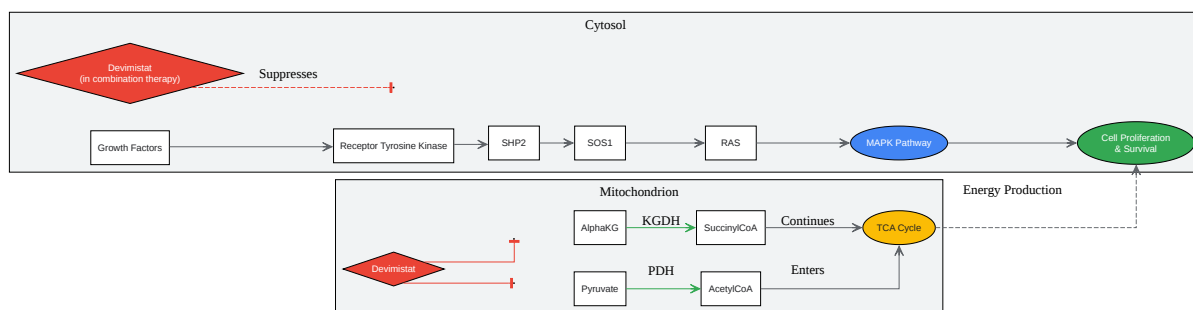 Cytosol
Devimistat
(in combination therapy)
Suppresses
Growth Factors
Receptor Tyrosine Kinase
SHP2
SOS1
RAS
MAPK Pathway
Cell Proliferation
& Survival
Mitochondrion
Energy Production
AlphaKG
KGDH
SuccinylCoA
Continues
TCA Cycle
Devimistat
Pyruvate
PDH
AcetylCoA
Enters